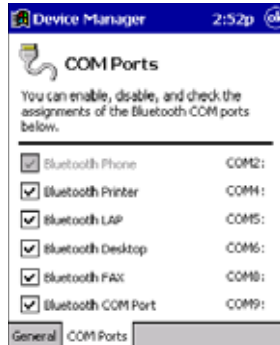 Device Manager 2:52p ok
COM Ports
You can enable, disable, and check the
assignments of the Bluetooth COM ports
below.
Bluetooth Phone COM2:
Bluetooth Printer COM4:
Bluetooth LAP COM5:
Bluetooth Desktop COM6:
Bluetooth FAX COM8:
Bluetooth COM Port COM9:
General COM Ports